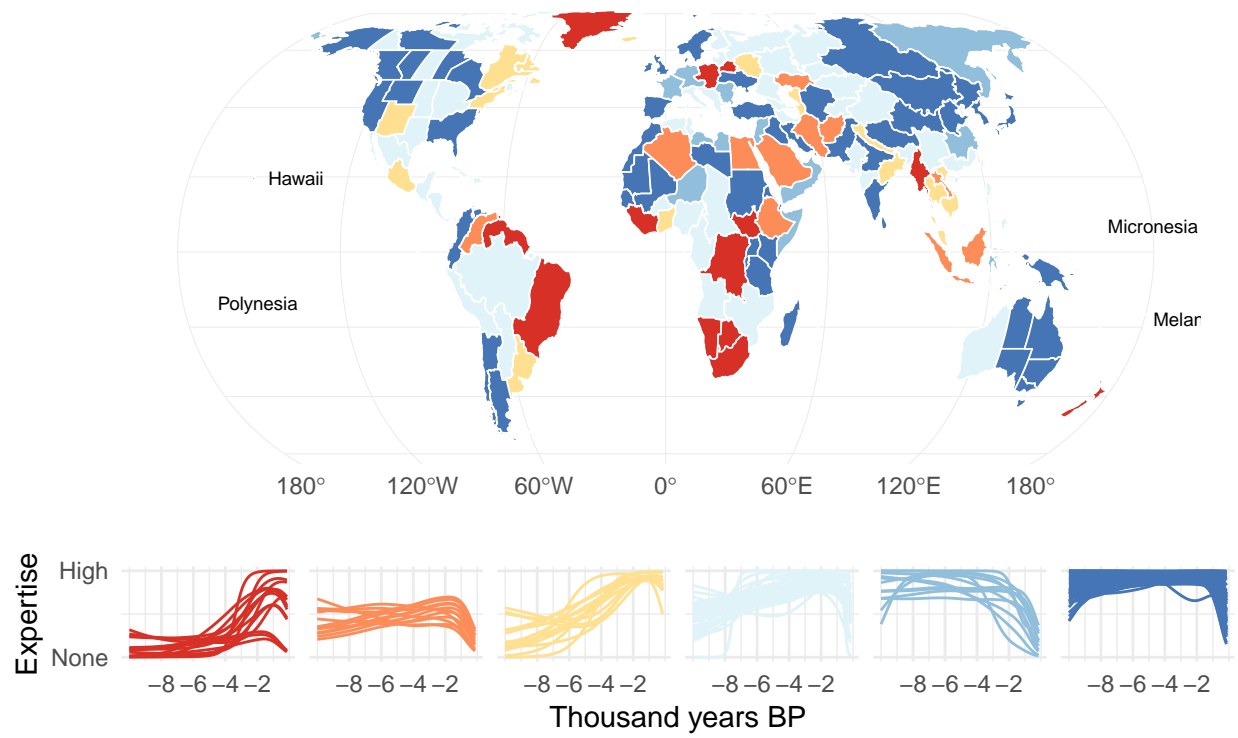 Hawaii
Micronesia
Polynesia
Melar
180° 120°W 60°W 0° 60°E 120°E 180°
Expertise
High
None
−8 −6 −4 −2 −8 −6 −4 −2 −8 −6 −4 −2 −8 −6 −4 −2 −8 −6 −4 −2 −8 −6 −4 −2
Thousand years BP